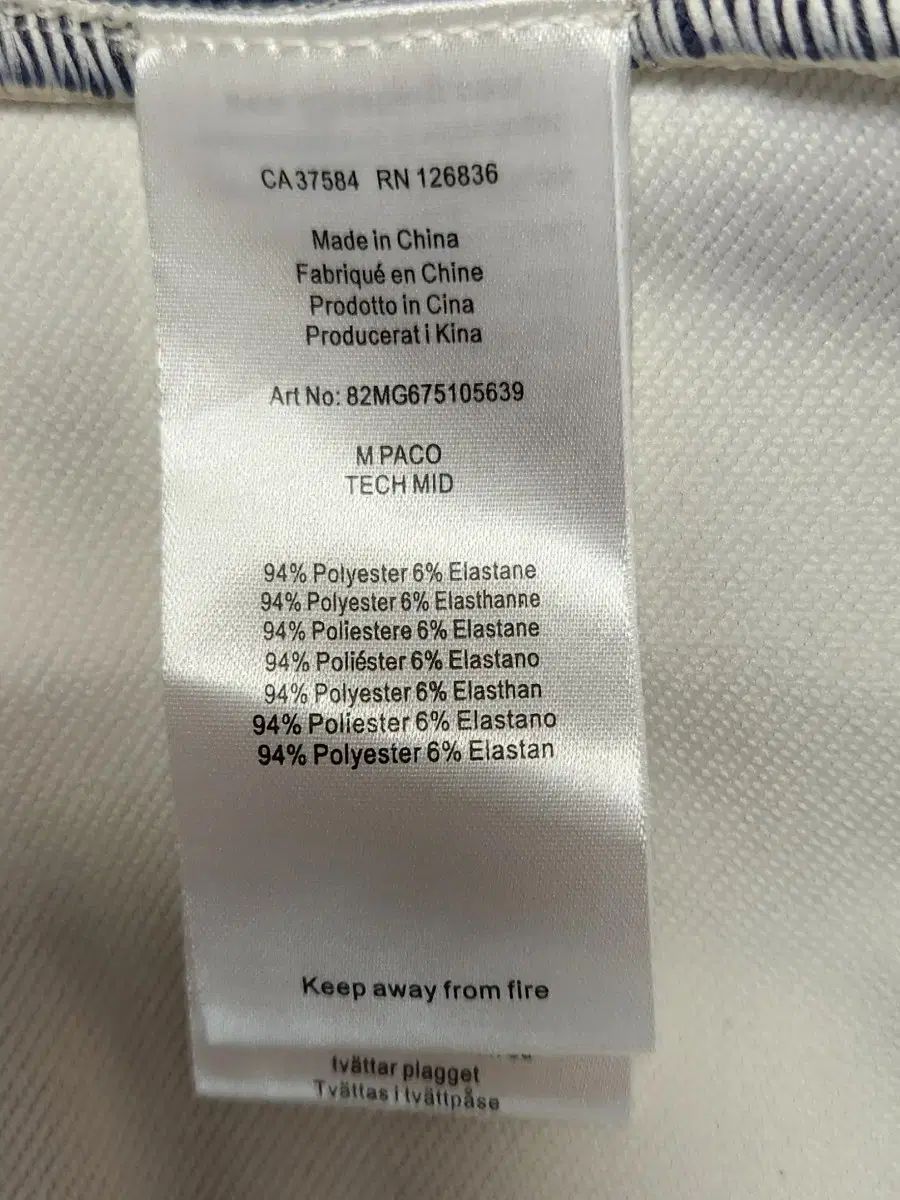 CA 37584 RN 126836
Made in China
Fabriqué en Chine
Prodotto in Cina
Producerat i Kina
Art No: 82MG675105639
M PACO
TECH MID
94% Polyester 6% Elastane
94% Polyester 6% Elasthanne
94% Poliestere 6% Elastane
94% Poliéster 6% Elastano
94% Polyester 6% Elasthan
94% Poliester 6% Elastano
94% Polyester 6% Elastan
Keep away from fire
tvättar plagget
Tvättas i tvättpåse